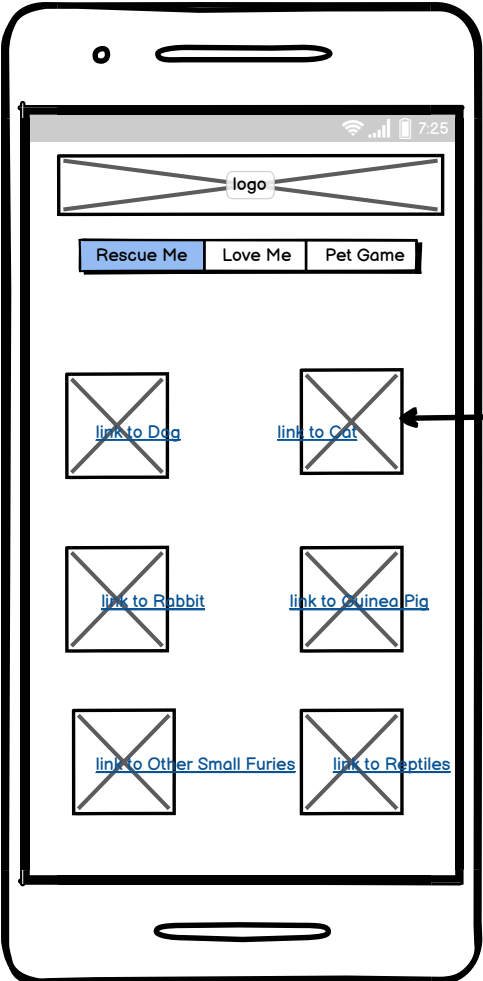 7:25
logo
Rescue Me Love Me Pet Game
link to Dog link to Cat
link to Rabbit link to Guinea Pig
link to Other Small Furies link to Reptiles